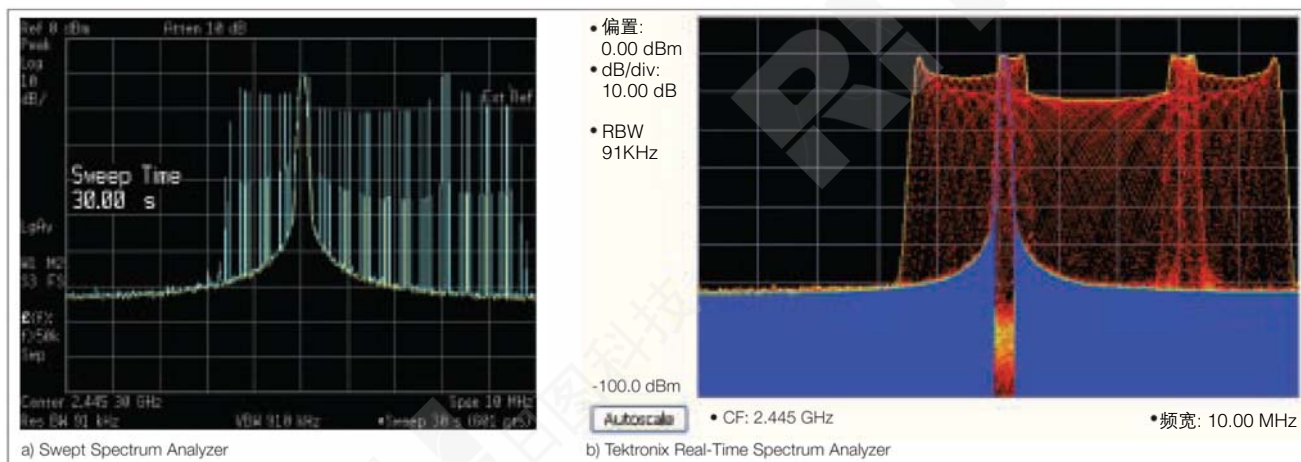 Ref 0 dBm Atten 10 dB
Peak
Log
10
dB/
Ext Ref
Sweep Time
30.00 s
LgAv
W1 M2
S3 FS
£(f):
f>50k
Swp
Center 2.445 30 GHz Span 10 MHz
Res BW 91 kHz VBW 910 kHz Sweep 30 s (601 pts)
a) Swept Spectrum Analyzer
• 偏置:
0.00 dBm
• dB/div:
10.00 dB
• RBW
91KHz
-100.0 dBm
Autoscale
• CF: 2.445 GHz
•频宽: 10.00 MHz
b) Tektronix Real-Time Spectrum Analyzer